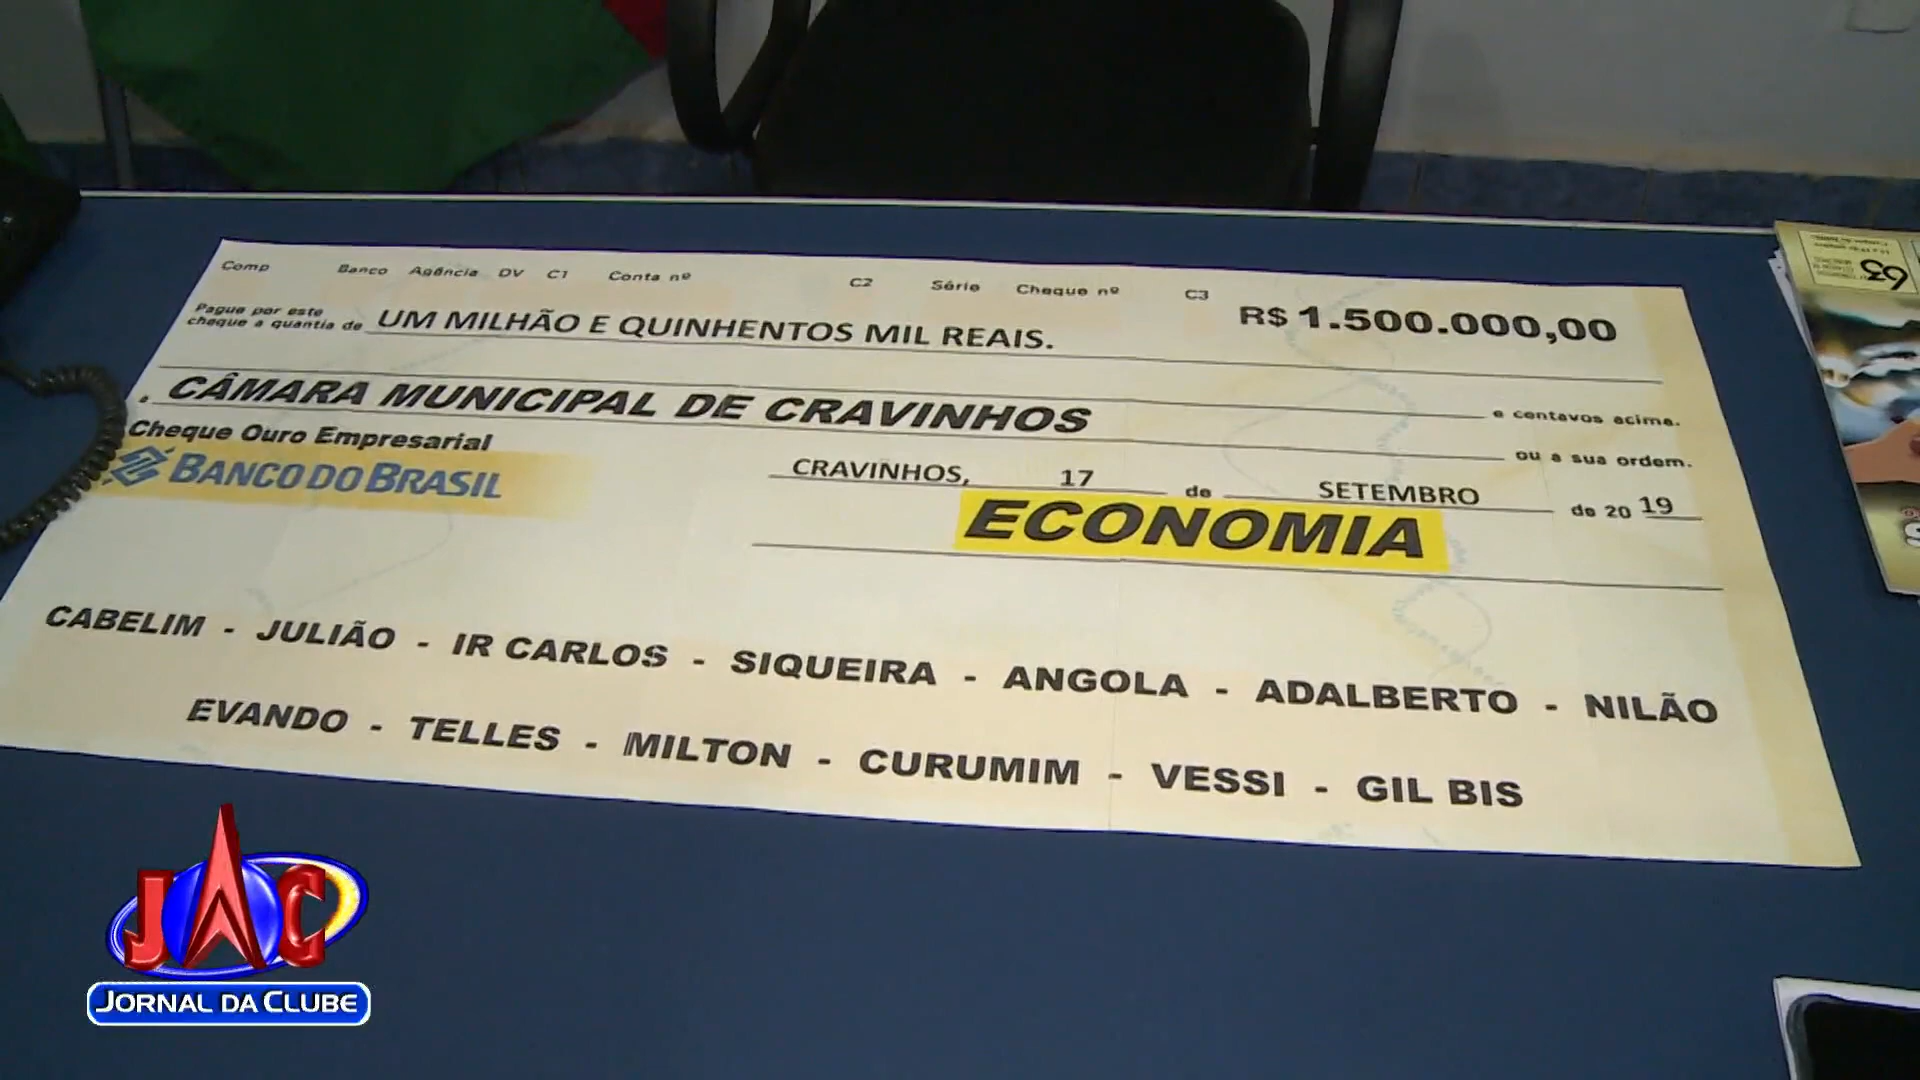 Comp Banco Agência DV C1 Conta nº C2 Série Cheque nº C3
R$ 1.500.000,00
Pague por este
cheque a quantia de UM MILHÃO E QUINHENTOS MIL REAIS.
e centavos acima.
. CÂMARA MUNICIPAL DE CRAVINHOS
ou a sua ordem.
Cheque Ouro Empresarial
BANCO DO BRASIL
CRAVINHOS, 17 de SETEMBRO de 20 19
ECONOMIA
CABELIM - JULIÃO - IR CARLOS - SIQUEIRA - ANGOLA - ADALBERTO - NILÃO
EVANDO - TELLES - MILTON - CURUMIM - VESSI - GIL BIS
63
JAC
JORNAL DA CLUBE